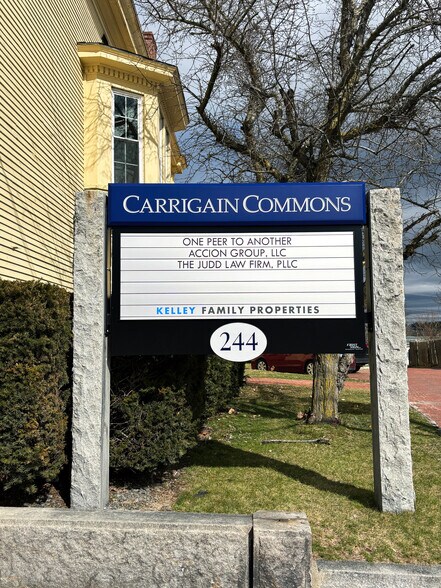 CARRIGAIN COMMONS
ONE PEER TO ANOTHER
ACCION GROUP, LLC
THE JUDD LAW FIRM, PLLC
KELLEY FAMILY PROPERTIES
244